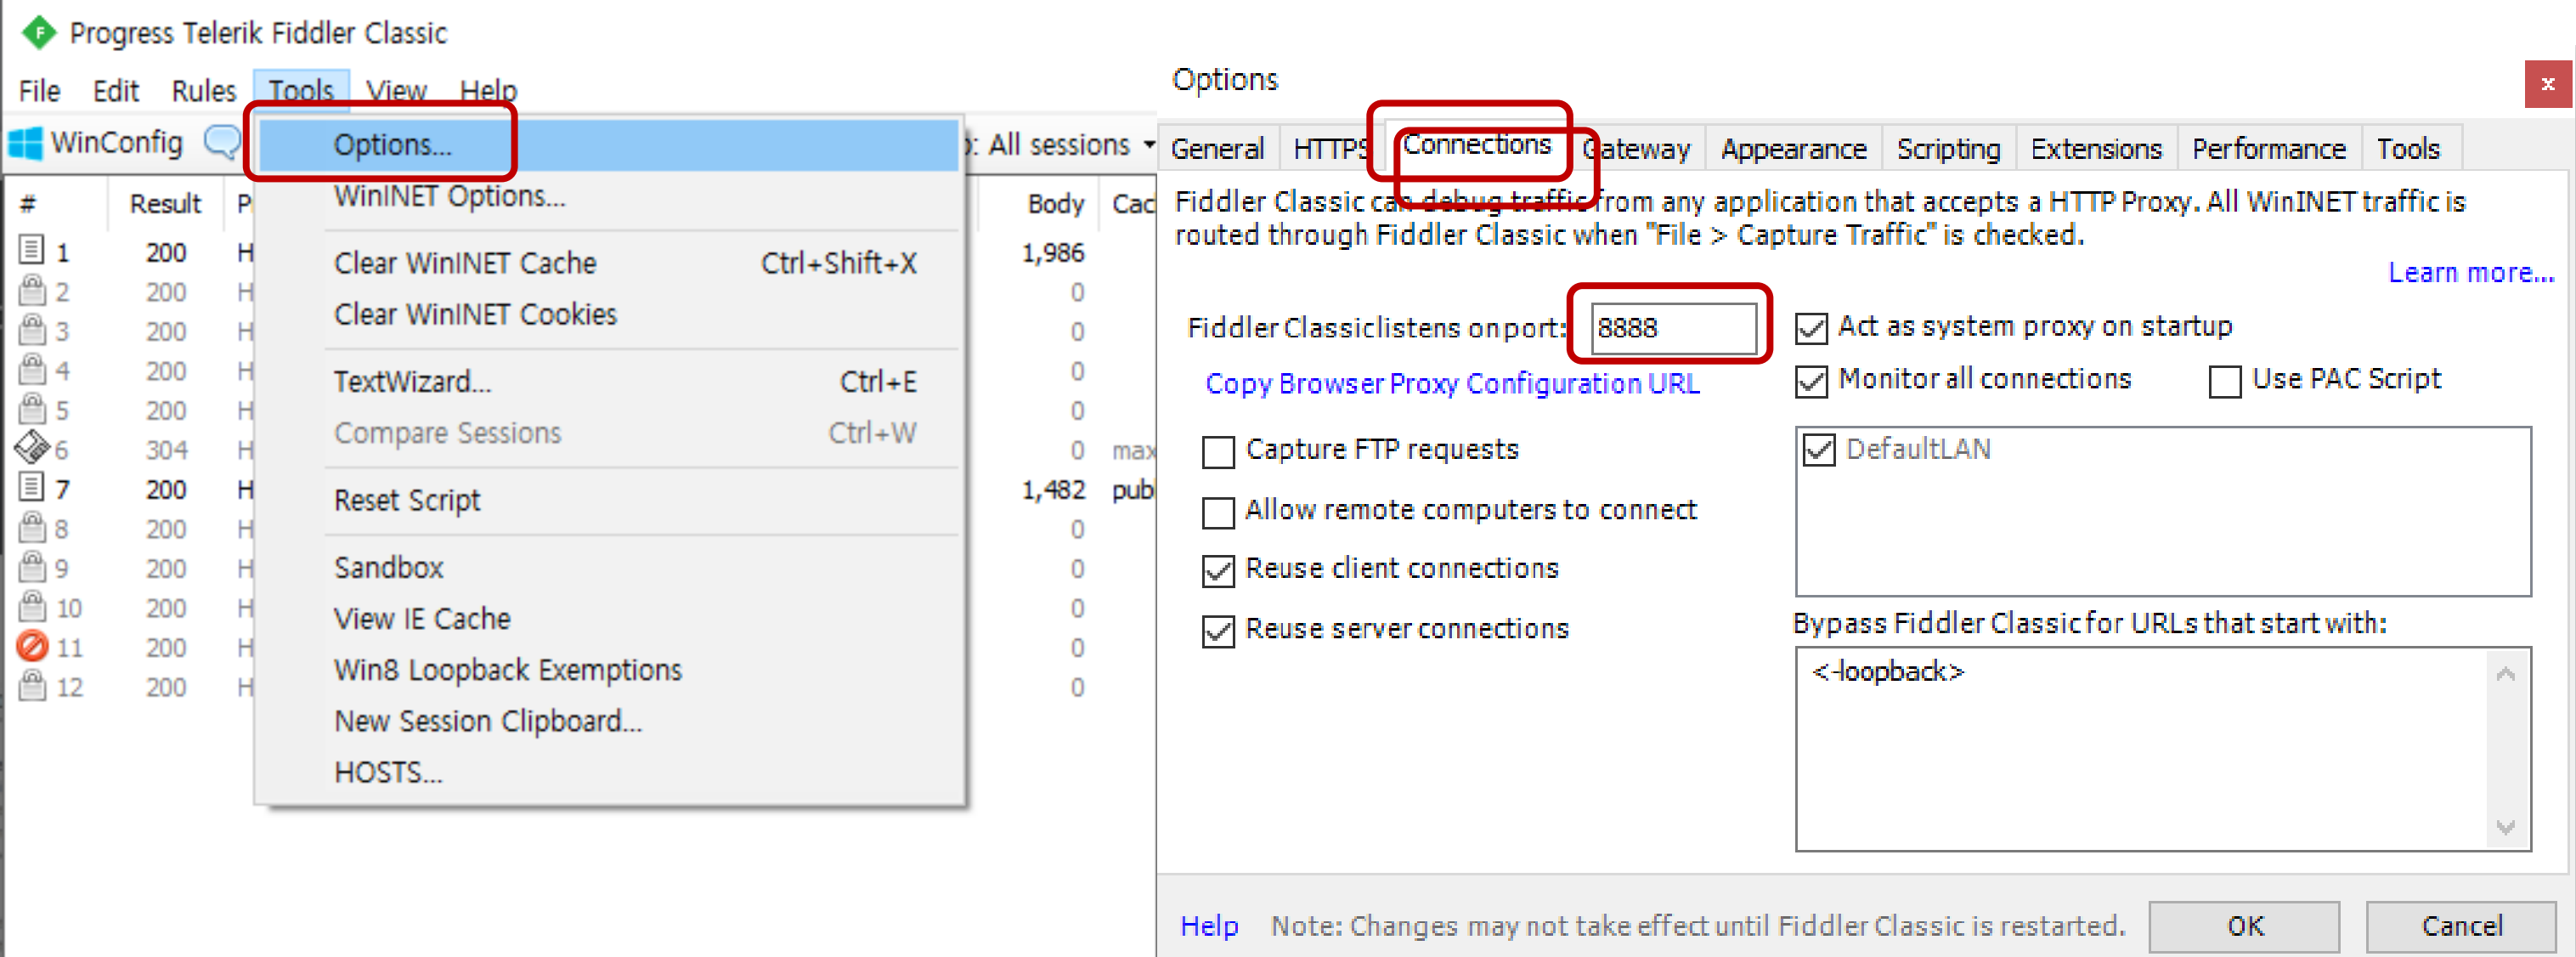 Progress Telerik Fiddler Classic
File Edit Rules Tools View Help
WinConfig
: All sessions
Options...
WinINET Options...
Clear WinINET Cache Ctrl+Shift+X
Clear WinINET Cookies
TextWizard... Ctrl+E
Compare Sessions Ctrl+W
Reset Script
Sandbox
View IE Cache
Win8 Loopback Exemptions
New Session Clipboard...
HOSTS...
# Result P Body Cac
1 200 H 1,986
2 200 H 0
3 200 H 0
4 200 H 0
5 200 H 0
6 304 H 0 max
7 200 H 1,482 publ
8 200 H 0
9 200 H 0
10 200 H 0
11 200 H 0
12 200 H 0
Options
x
General HTTPS Connections Gateway Appearance Scripting Extensions Performance Tools
Fiddler Classic can debug traffic from any application that accepts a HTTP Proxy. All WinINET traffic is
routed through Fiddler Classic when "File > Capture Traffic" is checked.
Learn more...
Fiddler Classic listens on port: 8888
Copy Browser Proxy Configuration URL
Capture FTP requests
Allow remote computers to connect
Reuse client connections
Reuse server connections
Act as system proxy on startup
Monitor all connections Use PAC Script
DefaultLAN
Bypass Fiddler Classic for URLs that start with:
<-loopback>
Help Note: Changes may not take effect until Fiddler Classic is restarted. OK Cancel